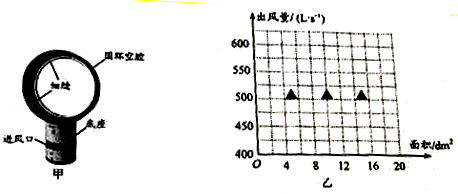 圆环空腔
细缝
底座
进风口
甲
出风量/(L·s⁻¹)
600
550
500
450
400
O 4 8 12 16 20
面积/dm²
乙